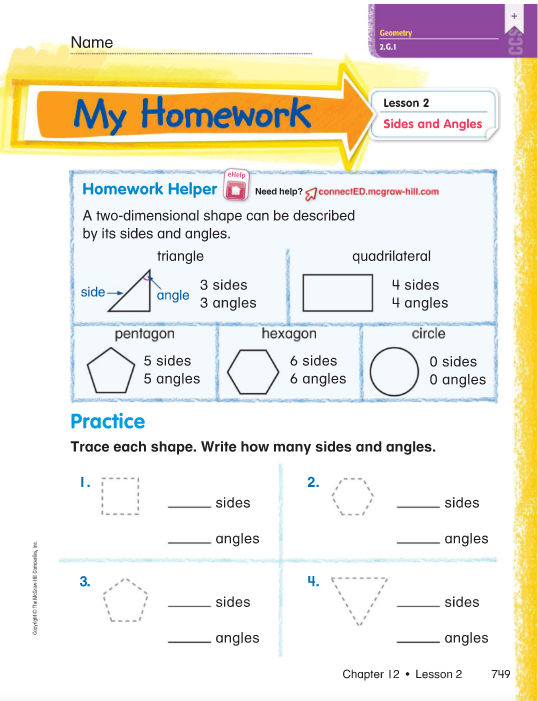 Geometry
2.G.1
CCSS
Name
My Homework
Lesson 2
Sides and Angles
Homework Helper eHelp Need help? connectED.mcgraw-hill.com
A two-dimensional shape can be described
by its sides and angles.
triangle
side
angle
3 sides
3 angles
quadrilateral
4 sides
4 angles
pentagon
5 sides
5 angles
hexagon
6 sides
6 angles
circle
0 sides
0 angles
Practice
Trace each shape. Write how many sides and angles.
1.
______ sides
______ angles
2.
______ sides
______ angles
3.
______ sides
______ angles
4.
______ sides
______ angles
Copyright © The McGraw-Hill Companies, Inc.
Chapter 12 • Lesson 2 749